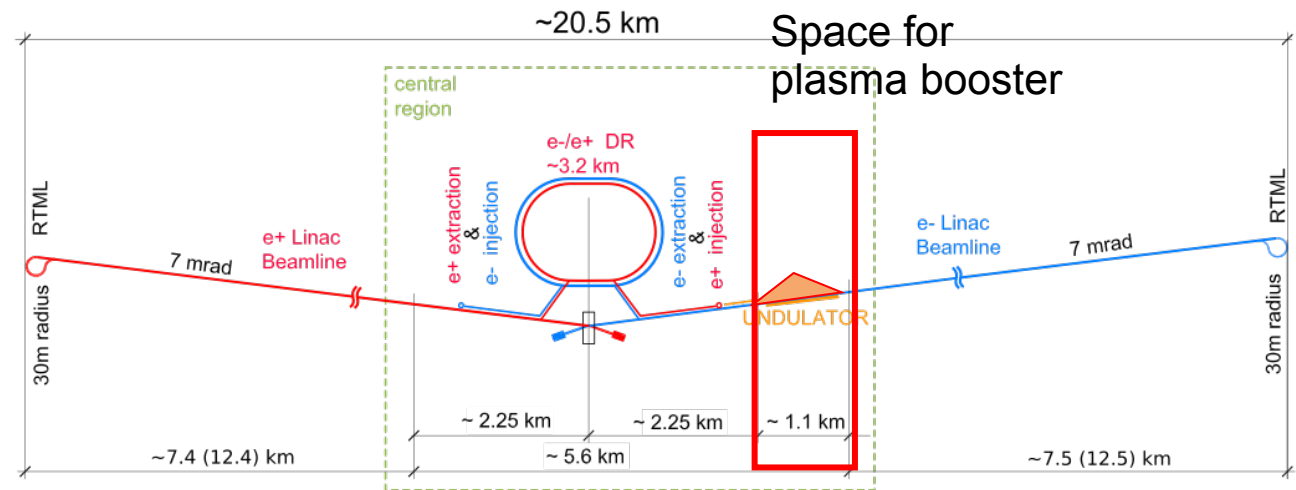 ~20.5 km
Space for
plasma booster
central
region
e-/e+ DR
~3.2 km
e+ extraction
&
e- injection
e- extraction
&
e+ injection
RTML
30m radius
7 mrad
e+ Linac
Beamline
e- Linac
Beamline
7 mrad
RTML
30m radius
UNDULATOR
~ 2.25 km
~ 2.25 km
~ 1.1 km
~7.4 (12.4) km
~ 5.6 km
~7.5 (12.5) km